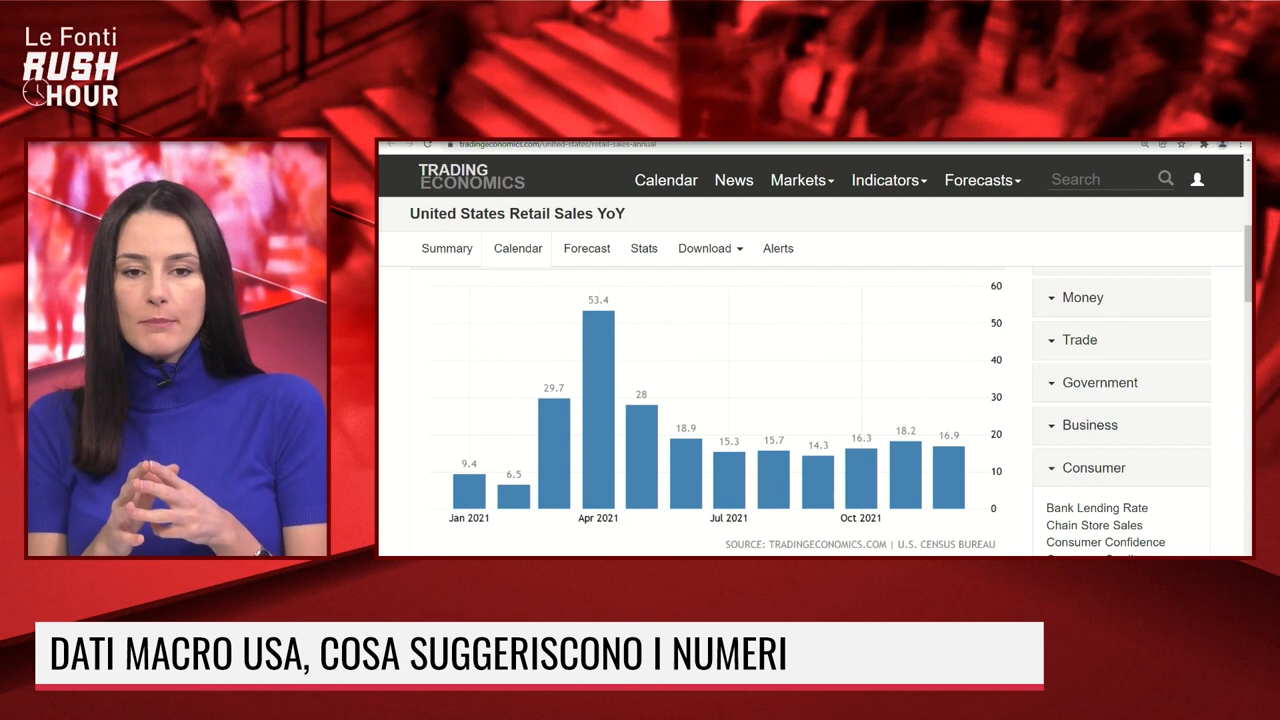 Le Fonti
RUSH
HOUR
tradingeconomics.com/united-states/retail-sales-annual
TRADING
ECONOMICS
Calendar News Markets Indicators Forecasts Search
United States Retail Sales YoY
Summary Calendar Forecast Stats Download Alerts
60
50
40
30
20
10
0
9.4
6.5
29.7
53.4
28
18.9
15.3
15.7
14.3
16.3
18.2
16.9
Jan 2021 Apr 2021 Jul 2021 Oct 2021
SOURCE: TRADINGECONOMICS.COM | U.S. CENSUS BUREAU
Money
Trade
Government
Business
Consumer
Bank Lending Rate
Chain Store Sales
Consumer Confidence
DATI MACRO USA, COSA SUGGERISCONO I NUMERI